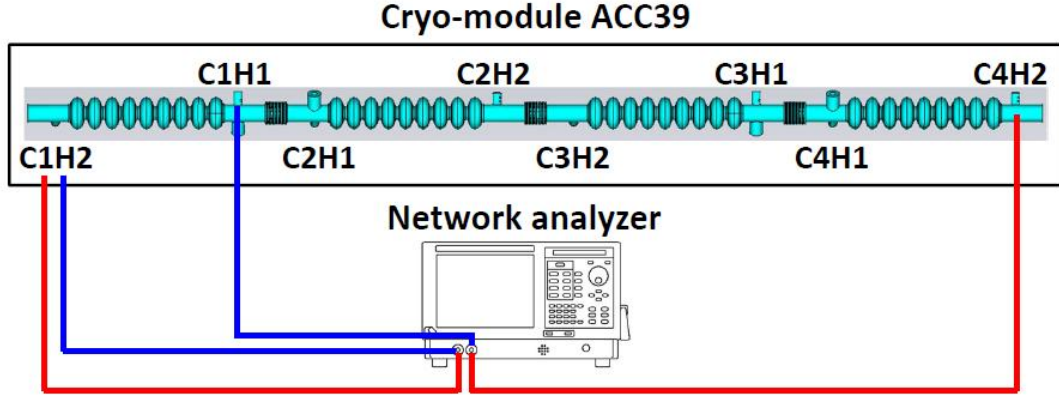 Cryo-module ACC39
C1H1 C2H2 C3H1 C4H2
C1H2 C2H1 C3H2 C4H1
Network analyzer